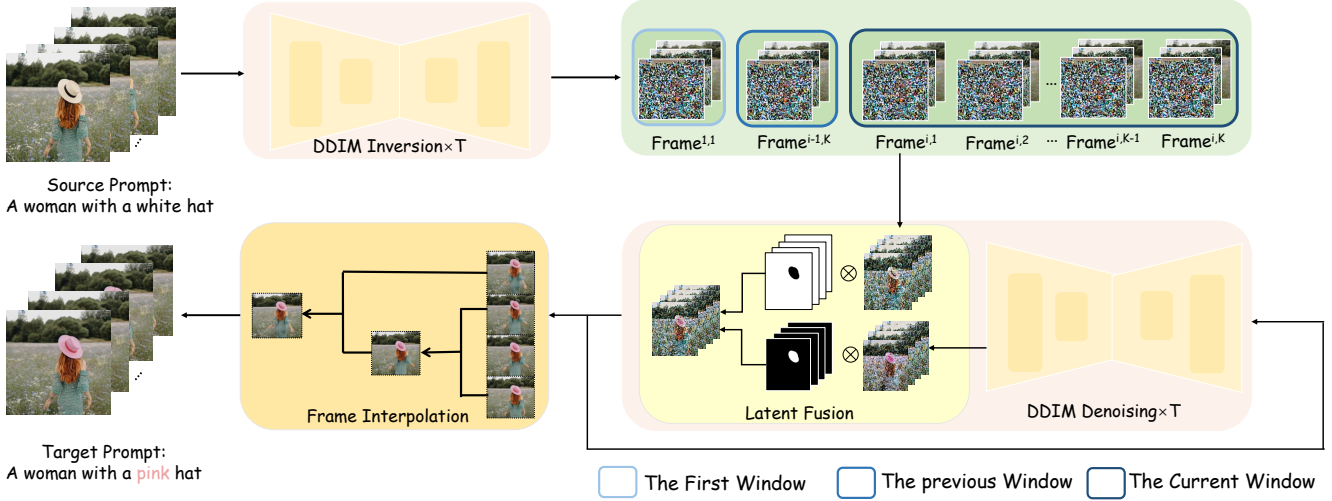 DDIM Inversion×T
Frame1,1
Framei-1,K
Framei,1
Framei,2
...
Framei,K-1
Framei,K
Source Prompt:
A woman with a white hat
Frame Interpolation
Latent Fusion
DDIM Denoising×T
Target Prompt:
A woman with a pink hat
The First Window
The previous Window
The Current Window